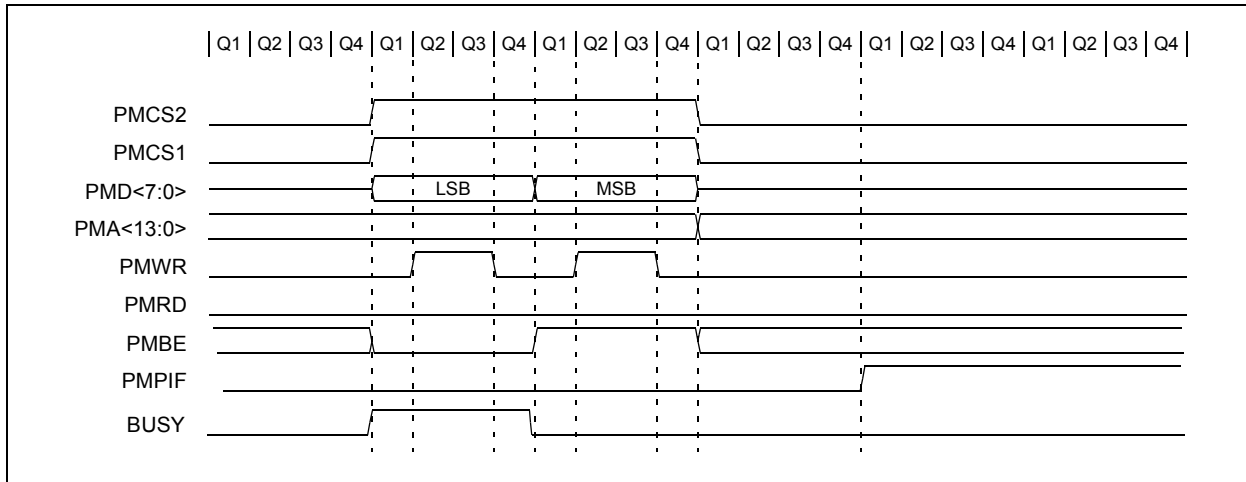 Q1 Q2 Q3 Q4 Q1 Q2 Q3 Q4 Q1 Q2 Q3 Q4 Q1 Q2 Q3 Q4 Q1 Q2 Q3 Q4 Q1 Q2 Q3 Q4
PMCS2
PMCS1
PMD<7:0> LSB MSB
PMA<13:0>
PMWR
PMRD
PMBE
PMPIF
BUSY